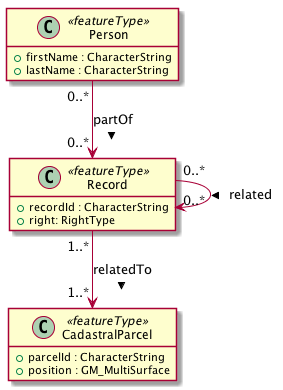 C «featureType»
Person
firstName : CharacterString
lastName : CharacterString
0..*
partOf
0..*
C «featureType»
Record
recordId : CharacterString
right: RightType
0..*
related
0..*
1..*
relatedTo
1..*
C «featureType»
CadastralParcel
parcelId : CharacterString
position : GM_MultiSurface